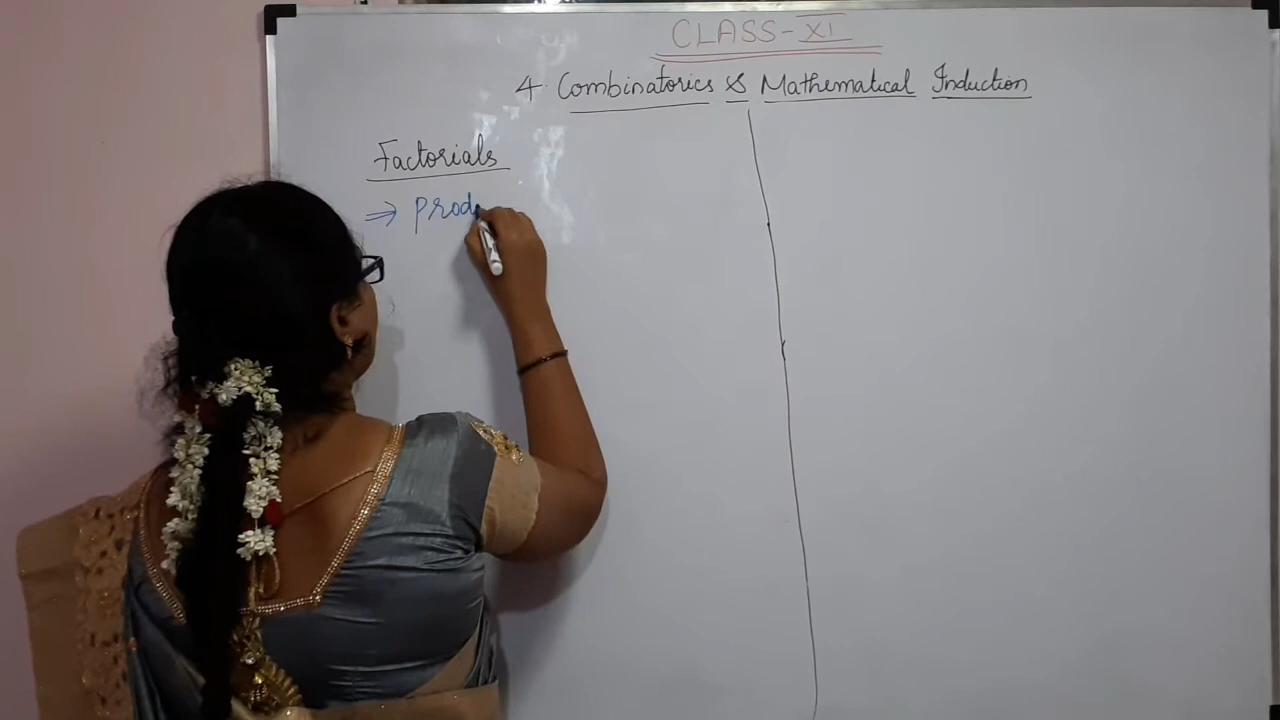 CLASS-XI
4. Combinatorics & Mathematical Induction
Factorials
⇒ prod